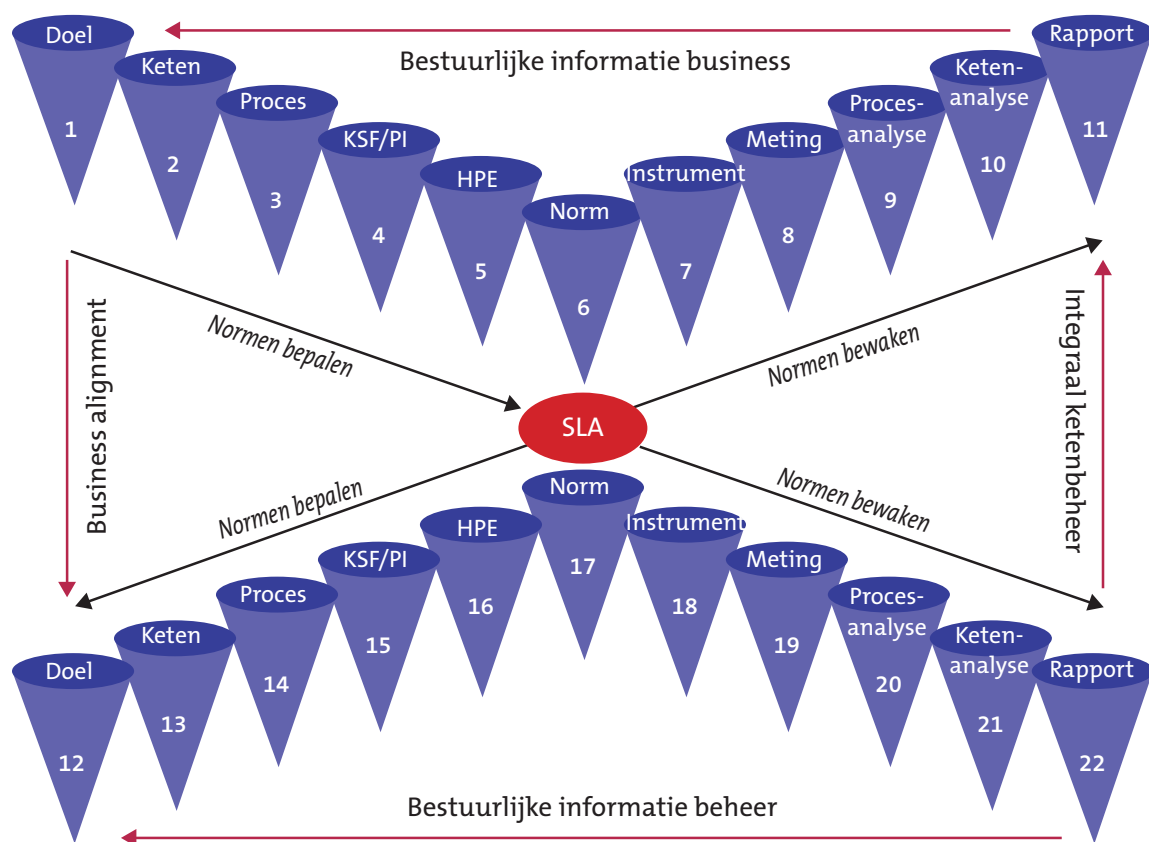 Doel
1
Keten
2
Proces
3
KSF/PI
4
HPE
5
Norm
6
Instrument
7
Meting
8
Proces-
analyse
9
Keten-
analyse
10
Rapport
11
Bestuurlijke informatie business
Business alignment
Normen bepalen
Normen bewaken
Integraal ketenbeheer
SLA
Normen bepalen
Normen bewaken
Doel
12
Keten
13
Proces
14
KSF/PI
15
HPE
16
Norm
17
Instrument
18
Meting
19
Proces-
analyse
20
Keten-
analyse
21
Rapport
22
Bestuurlijke informatie beheer